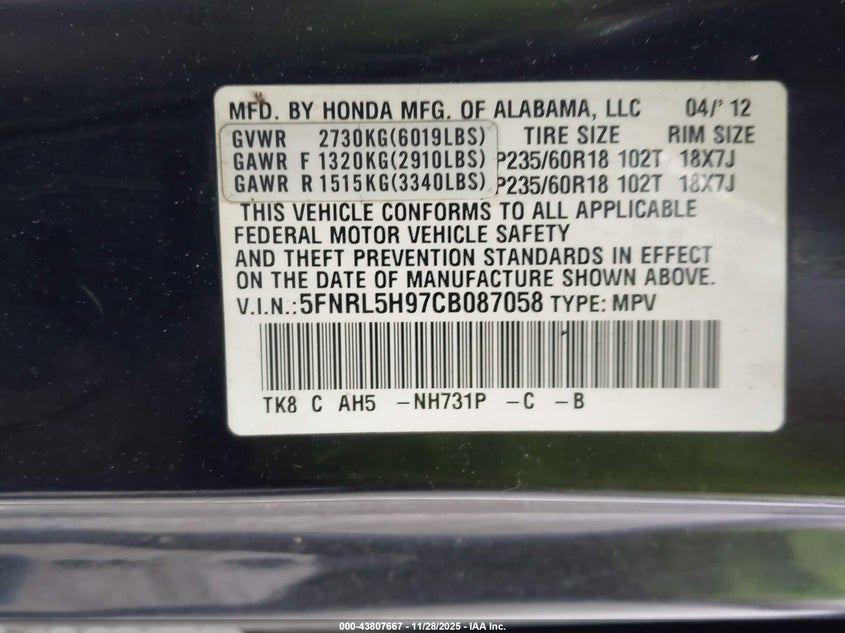 MFD. BY HONDA MFG. OF ALABAMA, LLC 04/'12
GVWR 2730KG(6019LBS) TIRE SIZE RIM SIZE
GAWR F 1320KG(2910LBS) P235/60R18 102T 18X7J
GAWR R 1515KG(3340LBS) P235/60R18 102T 18X7J
THIS VEHICLE CONFORMS TO ALL APPLICABLE
FEDERAL MOTOR VEHICLE SAFETY
AND THEFT PREVENTION STANDARDS IN EFFECT
ON THE DATE OF MANUFACTURE SHOWN ABOVE.
V.I.N.:5FNRL5H97CB087058 TYPE: MPV
TK8 C AH5 -NH731P -C -B
000-43807667 - 11/28/2025 - IAA Inc.